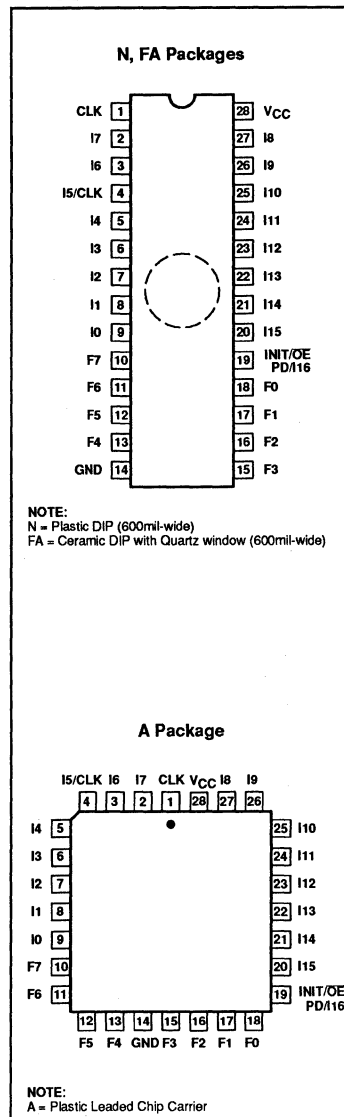 N, FA Packages
CLK 1 28 VCC
I7 2 27 I8
I6 3 26 I9
I5/CLK 4 25 I10
I4 5 24 I11
I3 6 23 I12
I2 7 22 I13
I1 8 21 I14
I0 9 20 I15
F7 10 19 INIT/O̅E̅
PD/I16
F6 11 18 F0
F5 12 17 F1
F4 13 16 F2
GND 14 15 F3
NOTE:
N = Plastic DIP (600mil-wide)
FA = Ceramic DIP with Quartz window (600mil-wide)
A Package
I5/CLK I6 I7 CLK VCC I8 I9
4 3 2 1 28 27 26
I4 5 25 I10
I3 6 24 I11
I2 7 23 I12
I1 8 22 I13
I0 9 21 I14
F7 10 20 I15
F6 11 19 INIT/O̅E̅
PD/I16
12 13 14 15 16 17 18
F5 F4 GND F3 F2 F1 F0
NOTE:
A = Plastic Leaded Chip Carrier